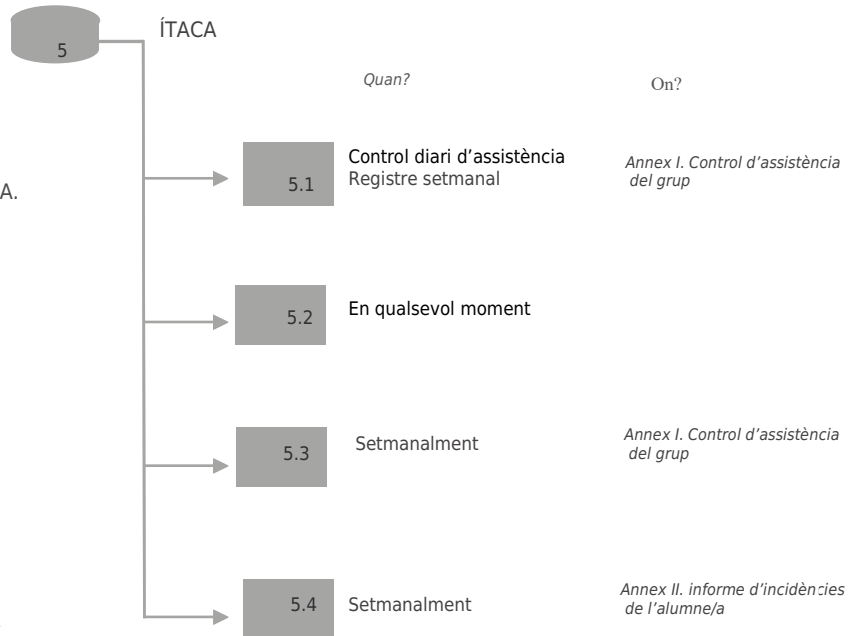 ÍTACA
5
Quan?
On?
Control diari d’assistència
Registre setmanal
5.1
Annex I. Control d’assistència
del grup
A.
En qualsevol moment
5.2
Annex I. Control d’assistència
del grup
Setmanalment
5.3
Annex II. informe d’incidències
de l’alumne/a
Setmanalment
5.4